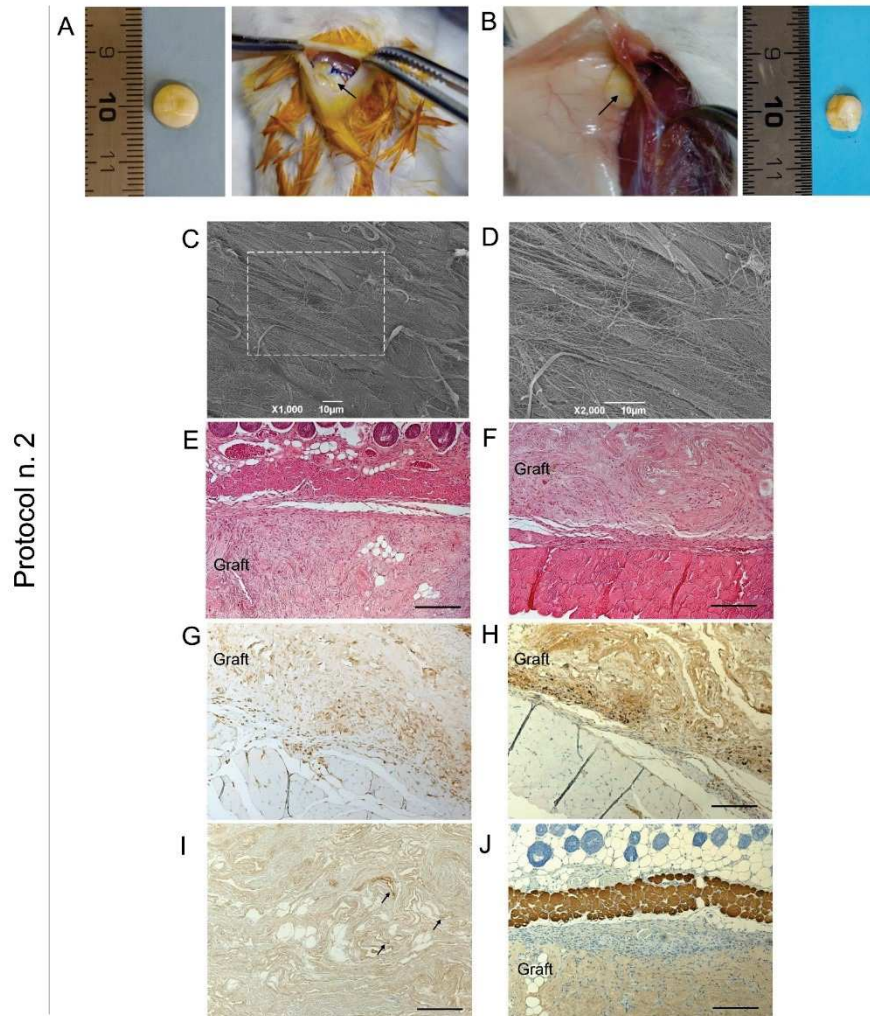 A
B
9
10
11
9
10
11
C
D
X1,000 10µm
X2,000 10µm
E
F
Graft
Graft
G
H
Graft
Graft
I
J
Graft
Protocol n. 2